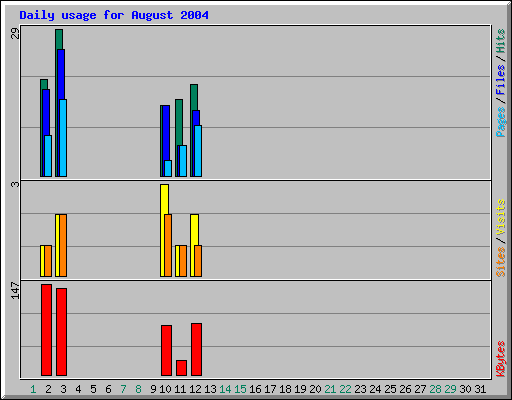 Daily usage for August 2004
29
Pages / Files / Hits
3
Sites / Visits
147
KBytes
1 2 3 4 5 6 7 8 9 10 11 12 13 14 15 16 17 18 19 20 21 22 23 24 25 26 27 28 29 30 31